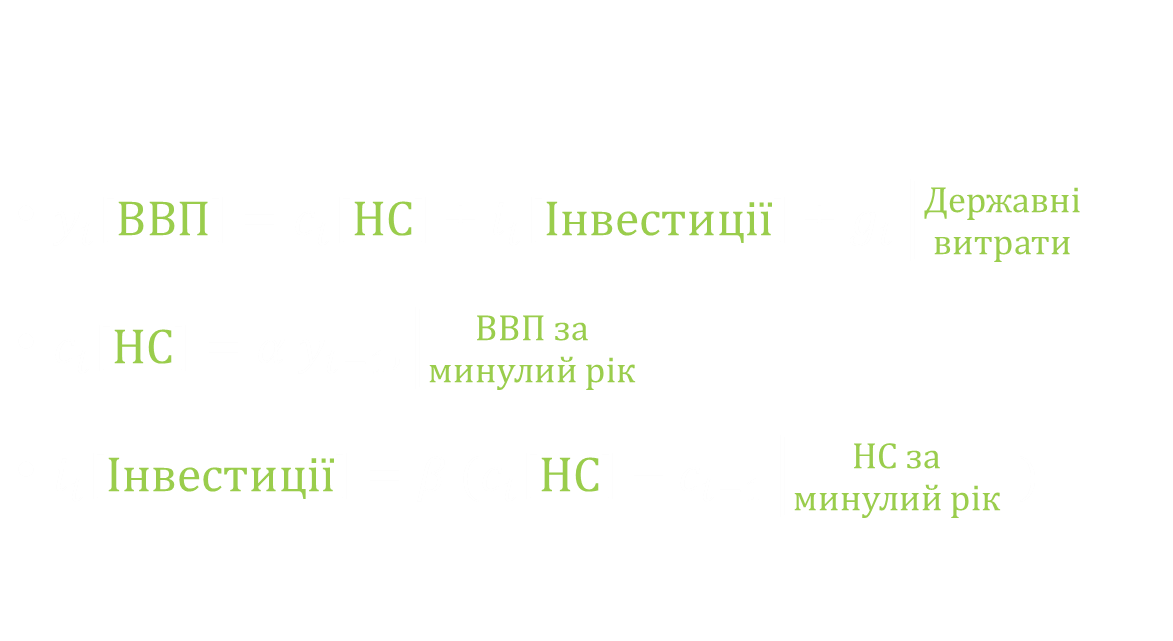 ВВП НС Інвестиції Державні витрати
НС ВВП за минулий рік
Інвестиції НС НС за минулий рік